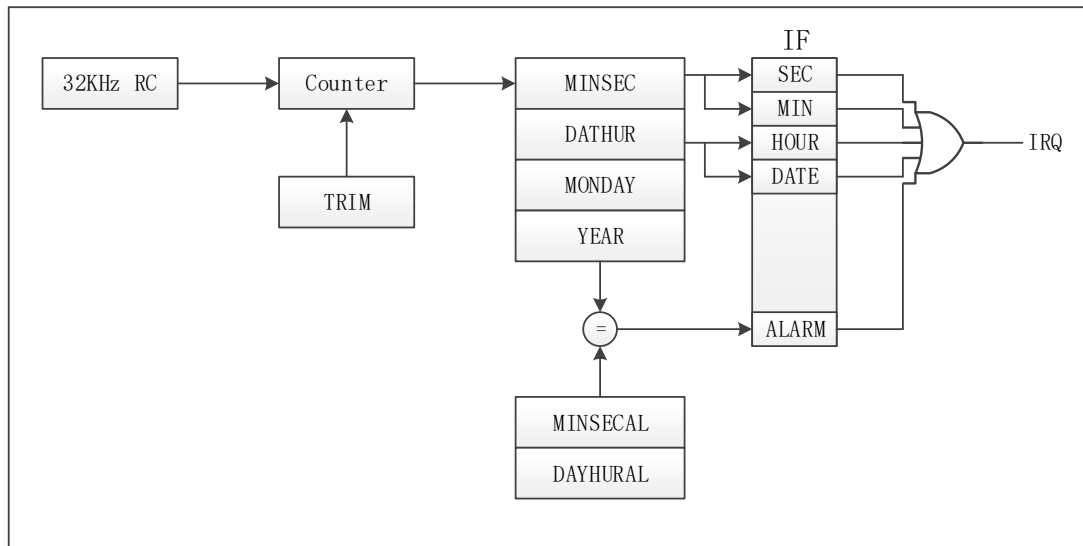 IF
32KHz RC
Counter
MINSEC
SEC
MIN
DATHUR
HOUR
IRQ
MONDAY
DATE
TRIM
YEAR
=
ALARM
MINSECAL
DAYHURAL